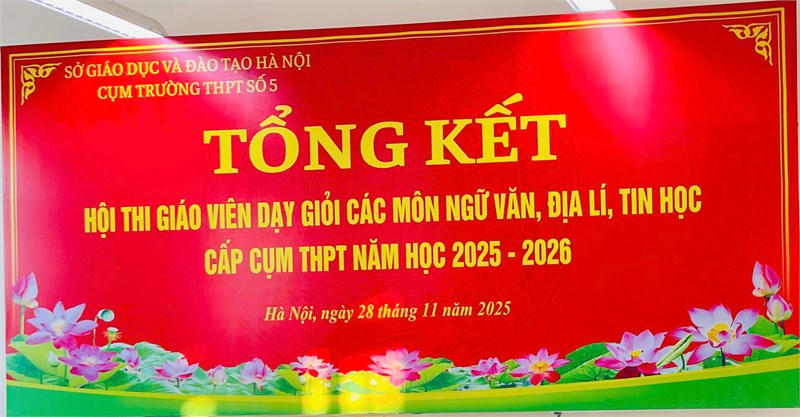 SỞ GIÁO DỤC VÀ ĐÀO TẠO HÀ NỘI
CỤM TRƯỜNG THPT SỐ 5
TỔNG KẾT
HỘI THI GIÁO VIÊN DẠY GIỎI CÁC MÔN NGỮ VĂN, ĐỊA LÍ, TIN HỌC
CẤP CỤM THPT NĂM HỌC 2025 - 2026
Hà Nội, ngày 28 tháng 11 năm 2025